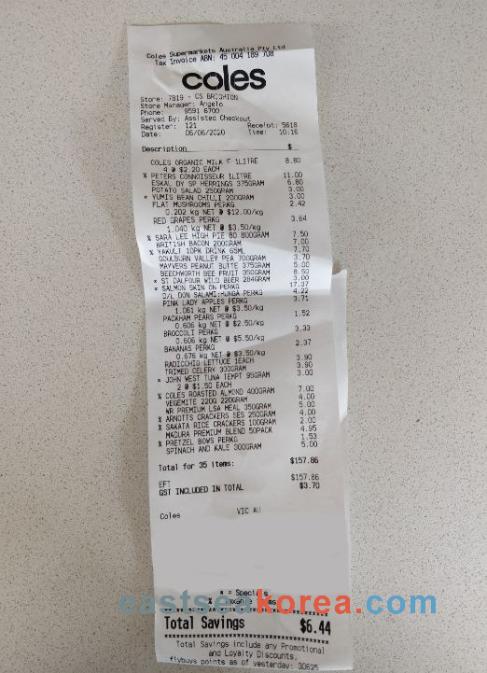 Coles Supermarkets Australia Pty Ltd
Tax Invoice ABN: 45 004 189 708
coles
Store: 7819 - CS BRIGHTON
Store Manager: Angelo
Phone: 9591 6700
Served By: Assisted Checkout
Register: 121 Receipt: 5618
Date: 06/06/2020 Time: 10:16
Description $
COLES ORGANIC MILK 1LITRE 8.80
4 @ $2.20 EACH
% PETERS CONNOISSEUR 1LITRE 11.00
ESKAL DY SP HERRINGS 375GRAM 6.80
POTATO SALAD 250GRAM 3.00
* YUMIS BEAN CHILLI 200GRAM 3.00
FLAT MUSHROOMS PERKG 2.42
0.202 kg NET @ $12.00/kg
RED GRAPES PERKG 3.64
1.040 kg NET @ $3.50/kg
% SARA LEE HIGH PIE 800GRAM 7.50
BRITISH BACON 200GRAM 7.00
% YAKULT 10PK DRINK 65ML 7.70
GOULBURN VALLEY PEA 700GRAM 3.70
MAYVERS PEANUT BUTTE 375GRAM 5.00
BEECHWORTH BEE FRUIT 350GRAM 8.50
* ST DALFOUR WILD BLUER 284GRAM 3.00
* SALMON SKIN ON PERKG 17.37
D/L DON SALAMI:HUNGA PERKG 4.22
PINK LADY APPLES PERKG 3.71
1.061 kg NET @ $3.50/kg
PACKHAM PEARS PERKG 1.52
0.606 kg NET @ $2.50/kg
BROCCOLI PERKG 3.33
0.606 kg NET @ $5.50/kg
BANANAS PERKG 2.37
0.676 kg NET @ $3.50/kg
RADICCHIO LETTUCE 1EACH 3.90
TRIMED CELERY 300GRAM 3.90
* JOHN WEST TUNA TEMPT 95GRAM 3.00
2 @ $1.50 EACH
% COLES ROASTED ALMOND 400GRAM 7.00
VEGEMITE 220G 220GRAM 4.00
WR PREMIUM LSA MEAL 350GRAM 5.00
% ARNOTTS CRACKERS SES 250GRAM 4.00
% SAKATA RICE CRACKERS 100GRAM 2.00
MADURA PREMIUM BLEND 50PACK 4.95
% PRETZEL BOWS PERKG 1.53
SPINACH AND KALE 300GRAM 5.00
Total for 35 items: $157.86
EFT $157.86
GST INCLUDED IN TOTAL $3.70
Coles VIC AU
* = Specials
% = Taxable Items
eastseakorea.com
Total Savings $6.44
Total Savings include any Promotional
and Loyalty Discounts.
flybuys points as of yesterday: 30625